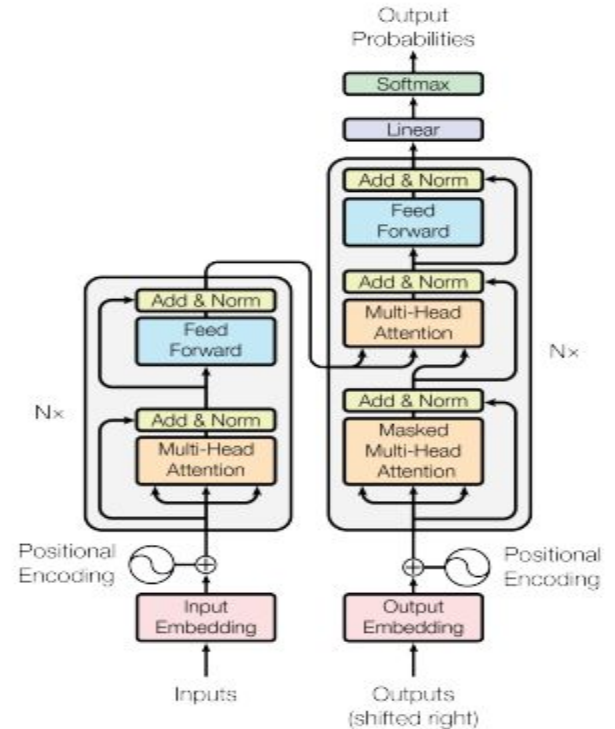 Output
Probabilities
Softmax
Linear
Add & Norm
Feed
Forward
Add & Norm
Multi-Head
Attention
Nx
Add & Norm
Masked
Multi-Head
Attention
Add & Norm
Feed
Forward
Nx
Add & Norm
Multi-Head
Attention
Positional
Encoding
Positional
Encoding
Input
Embedding
Output
Embedding
Inputs
Outputs
(shifted right)